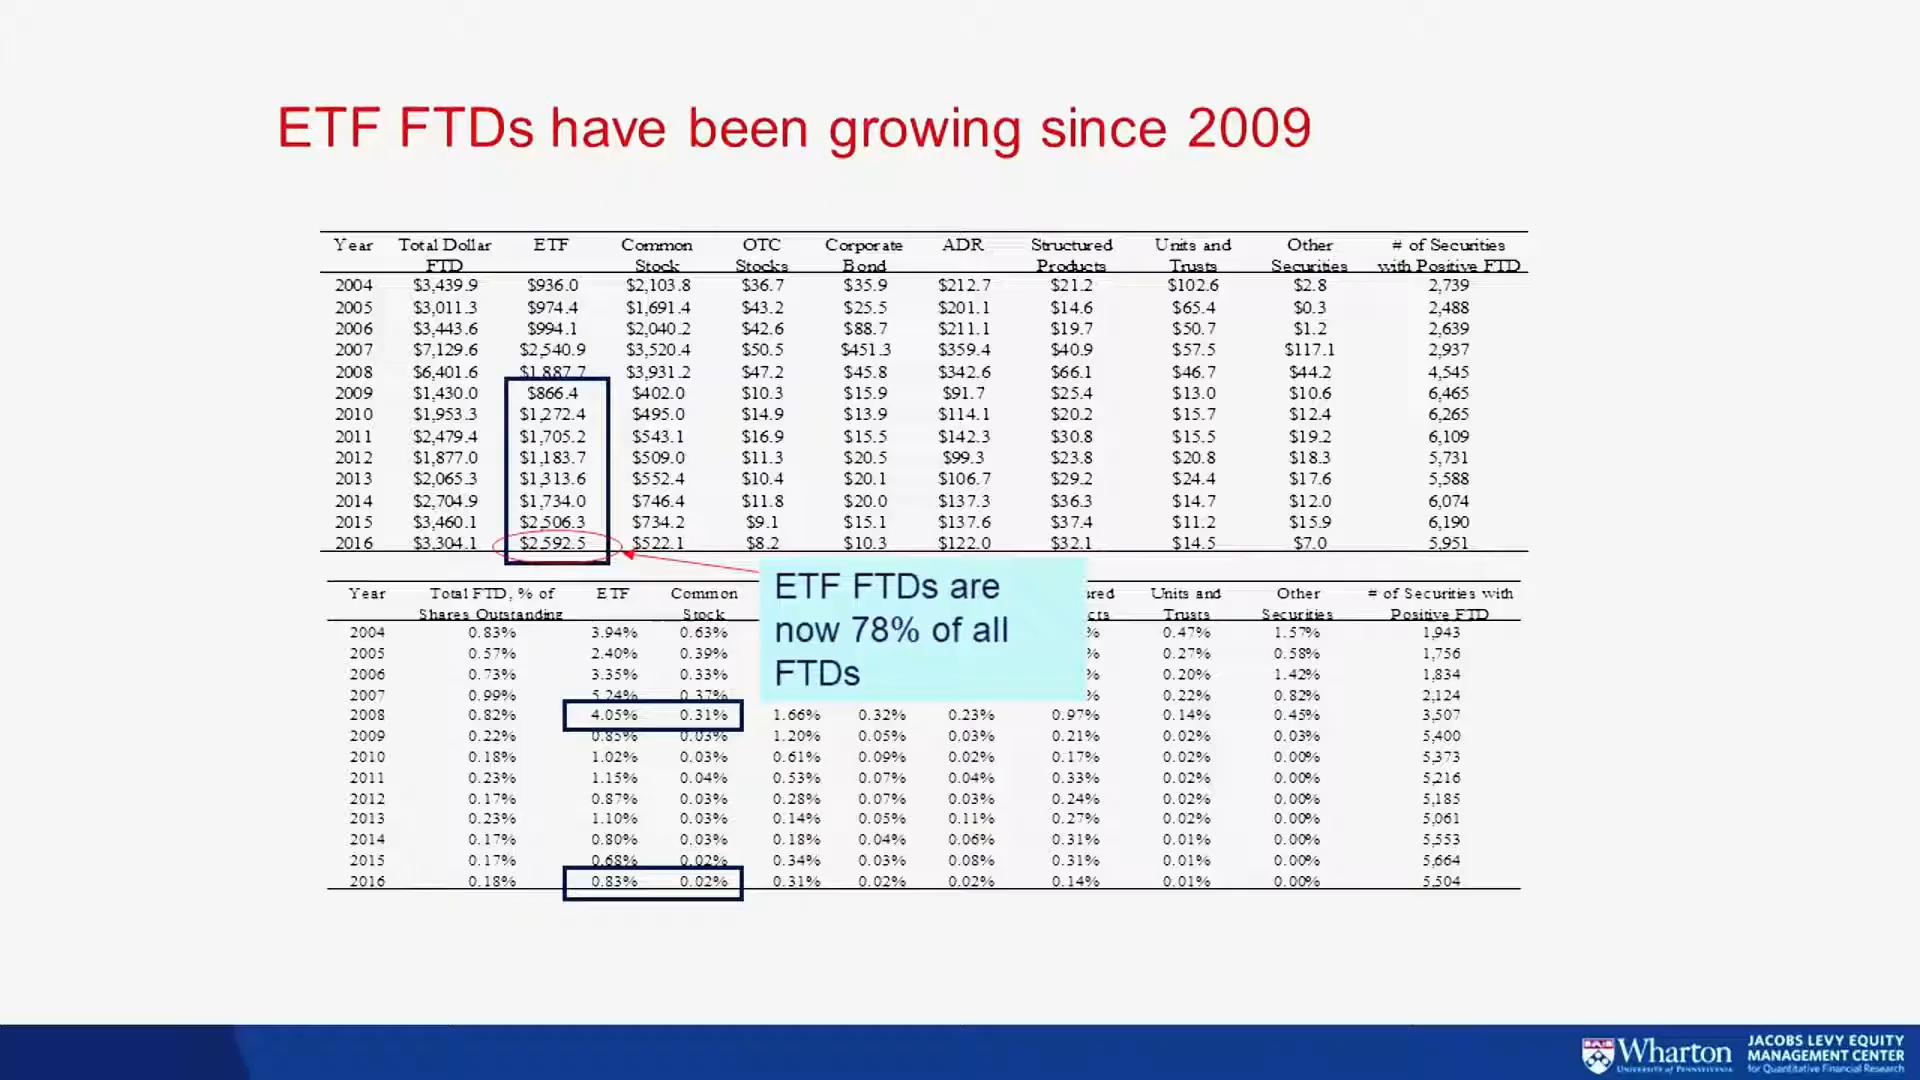 ETF FTDs have been growing since 2009
Year Total Dollar FTD ETF Common Stock OTC Stocks Corporate Bond ADR Structured Products Units and Trusts Other Securities # of Securities with Positive FTD
2004 $3,439.9 $936.0 $2,103.8 $36.7 $35.9 $212.7 $21.2 $102.6 $2.8 2,739
2005 $3,011.3 $974.4 $1,691.4 $43.2 $25.5 $201.1 $14.6 $65.4 $0.3 2,488
2006 $3,443.6 $994.1 $2,040.2 $42.6 $88.7 $211.1 $19.7 $50.7 $1.2 2,639
2007 $7,129.6 $2,540.9 $3,520.4 $50.5 $451.3 $359.4 $40.9 $57.5 $117.1 2,937
2008 $6,401.6 $1,887.7 $3,931.2 $47.2 $45.8 $342.6 $66.1 $46.7 $44.2 4,545
2009 $1,430.0 $866.4 $402.0 $10.3 $15.9 $91.7 $25.4 $13.0 $10.6 6,465
2010 $1,953.3 $1,272.4 $495.0 $14.9 $13.9 $114.1 $20.2 $15.7 $12.4 6,265
2011 $2,479.4 $1,705.2 $543.1 $16.9 $15.5 $142.3 $30.8 $15.5 $19.2 6,109
2012 $1,877.0 $1,183.7 $509.0 $11.3 $20.5 $99.3 $23.8 $20.8 $18.3 5,731
2013 $2,065.3 $1,313.6 $552.4 $10.4 $20.1 $106.7 $29.2 $24.4 $17.6 5,588
2014 $2,704.9 $1,734.0 $746.4 $11.8 $20.0 $137.3 $36.3 $14.7 $12.0 6,074
2015 $3,460.1 $2,506.3 $734.2 $9.1 $15.1 $137.6 $37.4 $11.2 $15.9 6,190
2016 $3,304.1 $2,592.5 $522.1 $8.2 $10.3 $122.0 $32.1 $14.5 $7.0 5,951
ETF FTDs are
now 78% of all
FTDs
Year Total FTD, % of Shares Outstanding ETF Common Stock Units and Trusts Other Securities # of Securities with Positive FTD
2004 0.83% 3.94% 0.63% 0.47% 1.57% 1,943
2005 0.57% 2.40% 0.39% 0.27% 0.58% 1,756
2006 0.73% 3.35% 0.33% 0.20% 1.42% 1,834
2007 0.99% 5.24% 0.37% 0.22% 0.82% 2,124
2008 0.82% 4.05% 0.31% 1.66% 0.32% 0.23% 0.97% 0.14% 0.45% 3,507
2009 0.22% 0.85% 0.03% 1.20% 0.05% 0.03% 0.21% 0.02% 0.03% 5,400
2010 0.18% 1.02% 0.03% 0.61% 0.09% 0.02% 0.17% 0.02% 0.00% 5,373
2011 0.23% 1.15% 0.04% 0.53% 0.07% 0.04% 0.33% 0.02% 0.00% 5,216
2012 0.17% 0.87% 0.03% 0.28% 0.07% 0.03% 0.24% 0.02% 0.00% 5,185
2013 0.23% 1.10% 0.03% 0.14% 0.05% 0.11% 0.27% 0.02% 0.00% 5,061
2014 0.17% 0.80% 0.03% 0.18% 0.04% 0.06% 0.31% 0.01% 0.00% 5,553
2015 0.17% 0.68% 0.02% 0.34% 0.03% 0.08% 0.31% 0.01% 0.00% 5,664
2016 0.18% 0.83% 0.02% 0.31% 0.02% 0.02% 0.14% 0.01% 0.00% 5,504
Wharton
UNIVERSITY of PENNSYLVANIA
JACOBS LEVY EQUITY
MANAGEMENT CENTER
for Quantitative Financial Research